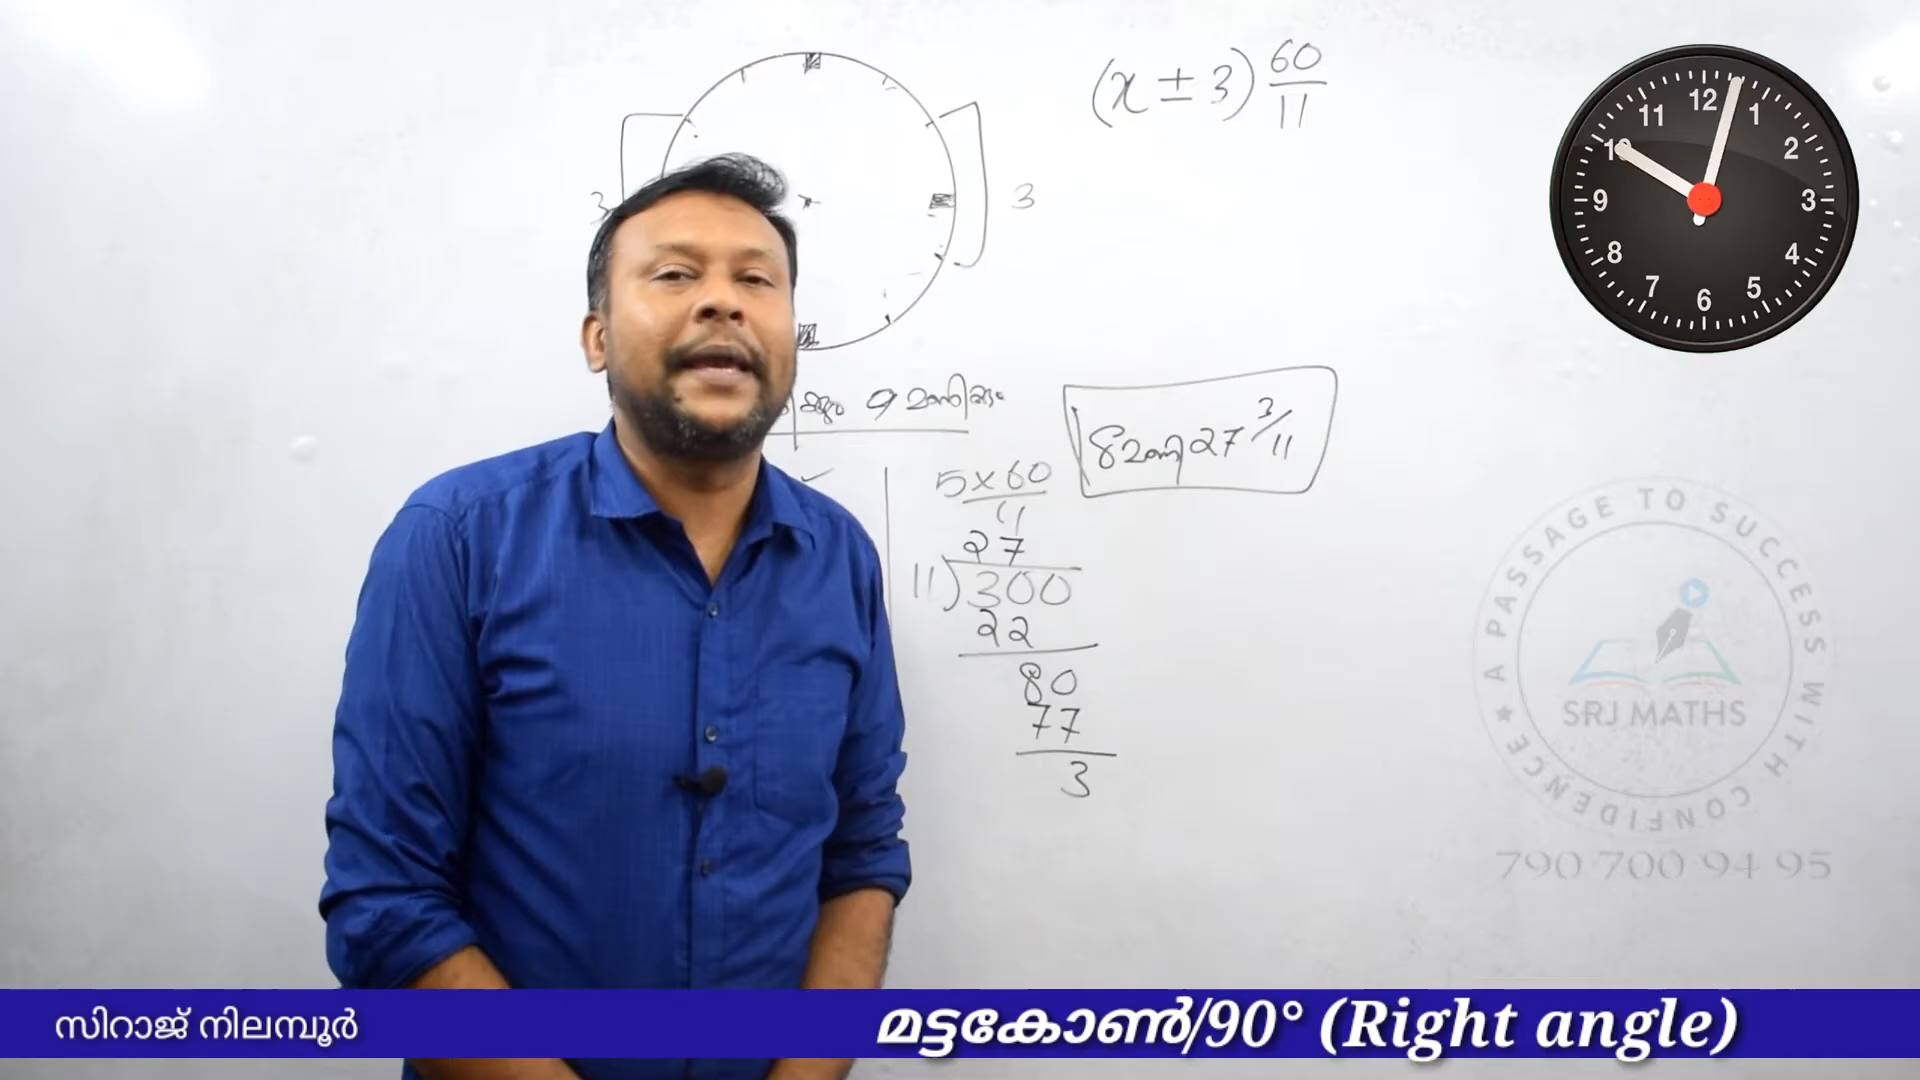 (x ± 3) 60/11
3
3
12
1
2
3
4
5
6
7
8
9
10
11
9 മണിക്കും
8 മണി 27 3/11
5 × 60
11
27
11 ) 300
22
80
77
3
A PASSAGE TO SUCCESS WITH CONFIDENCE
SRJ MATHS
790 700 94 95
സിറാജ് നിലമ്പൂർ
മട്ടകോൺ/90° (Right angle)